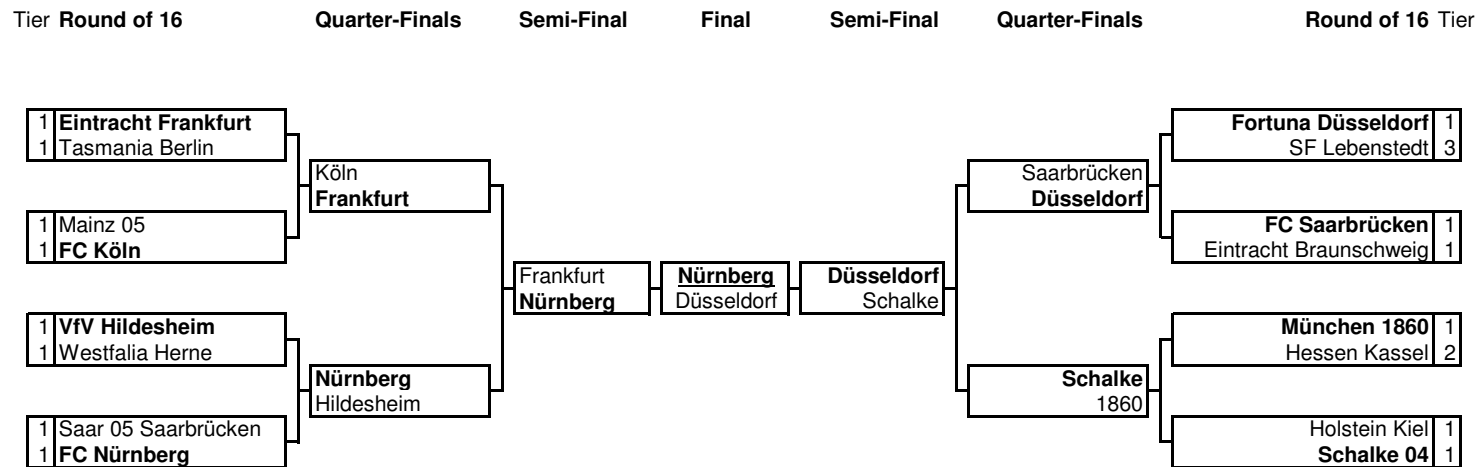 Tier Round of 16 Quarter-Finals Semi-Final Final Semi-Final Quarter-Finals Round of 16 Tier
1 Eintracht Frankfurt
1 Tasmania Berlin
Köln
Frankfurt
1 Mainz 05
1 FC Köln
Frankfurt
Nürnberg
1 VfV Hildesheim
1 Westfalia Herne
Nürnberg
Hildesheim
1 Saar 05 Saarbrücken
1 FC Nürnberg
Nürnberg
Düsseldorf
Düsseldorf
Schalke
Fortuna Düsseldorf 1
SF Lebenstedt 3
Saarbrücken
Düsseldorf
FC Saarbrücken 1
Eintracht Braunschweig 1
München 1860 1
Hessen Kassel 2
Schalke
1860
Holstein Kiel 1
Schalke 04 1